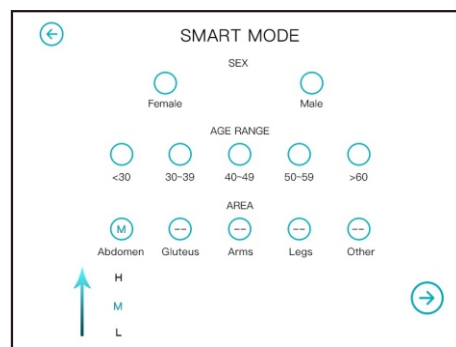 SMART MODE
SEX
Female Male
AGE RANGE
<30 30~39 40~49 50~59 >60
AREA
M -- -- -- --
Abdomen Gluteus Arms Legs Other
H
M
L